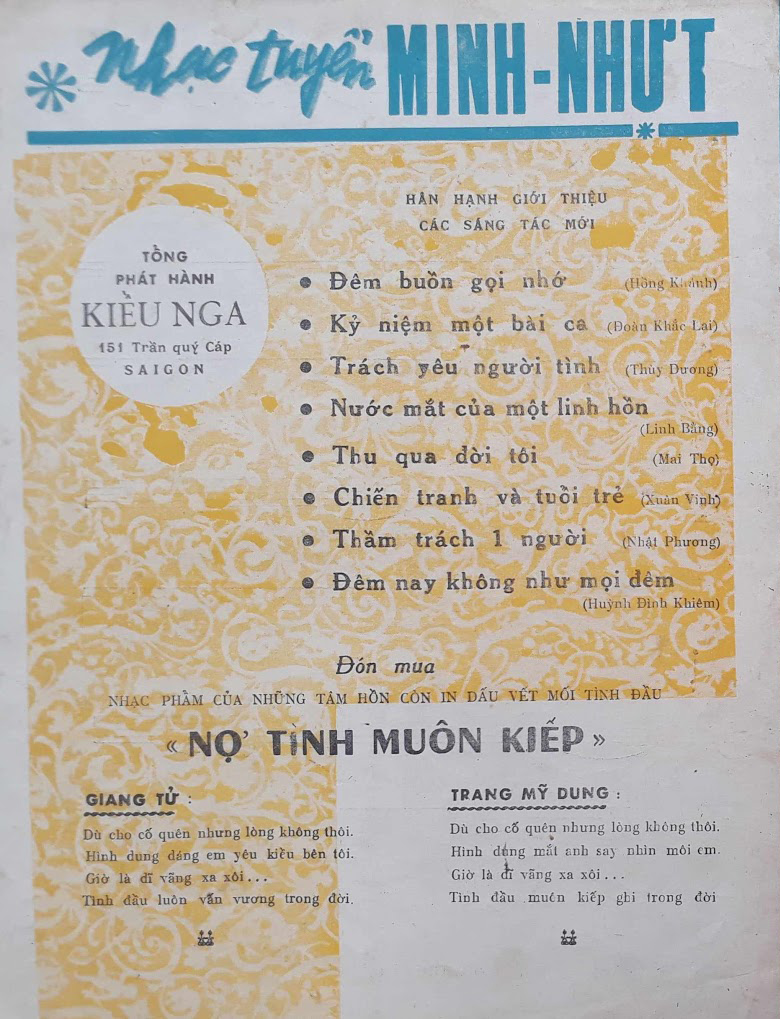 nhạc tuyển MINH-NHỰT
HÂN HẠNH GIỚI THIỆU
CÁC SÁNG TÁC MỚI
TỔNG
PHÁT HÀNH
KIỀU NGA
151 Trần quý Cáp
SAIGON
• Đêm buồn gọi nhớ (Hồng Khánh)
• Kỷ niệm một bài ca (Đoàn Khắc Lai)
• Trách yêu người tình (Thùy Dương)
• Nước mắt của một linh hồn
(Linh Bằng)
• Thu qua đời tôi (Mai Thọ)
• Chiến tranh và tuổi trẻ (Xuân Vinh)
• Thầm trách 1 người (Nhật Phương)
• Đêm nay không như mọi đêm
(Huỳnh Đình Khiêm)
Đón mua
NHẠC PHẨM CỦA NHỮNG TÂM HỒN CÒN IN DẤU VẾT MỐI TÌNH ĐẦU
« NỢ TÌNH MUÔN KIẾP »
GIANG TỬ :
Dù cho cố quên nhưng lòng không thôi.
Hình dung dáng em yêu kiều bên tôi.
Giờ là dĩ vãng xa xôi...
Tình đầu luôn vấn vương trong đời.
TRANG MỸ DUNG :
Dù cho cố quên nhưng lòng không thôi.
Hình dáng mắt anh say nhìn môi em.
Giờ là dĩ vãng xa xôi...
Tình đầu muôn kiếp ghi trong đời